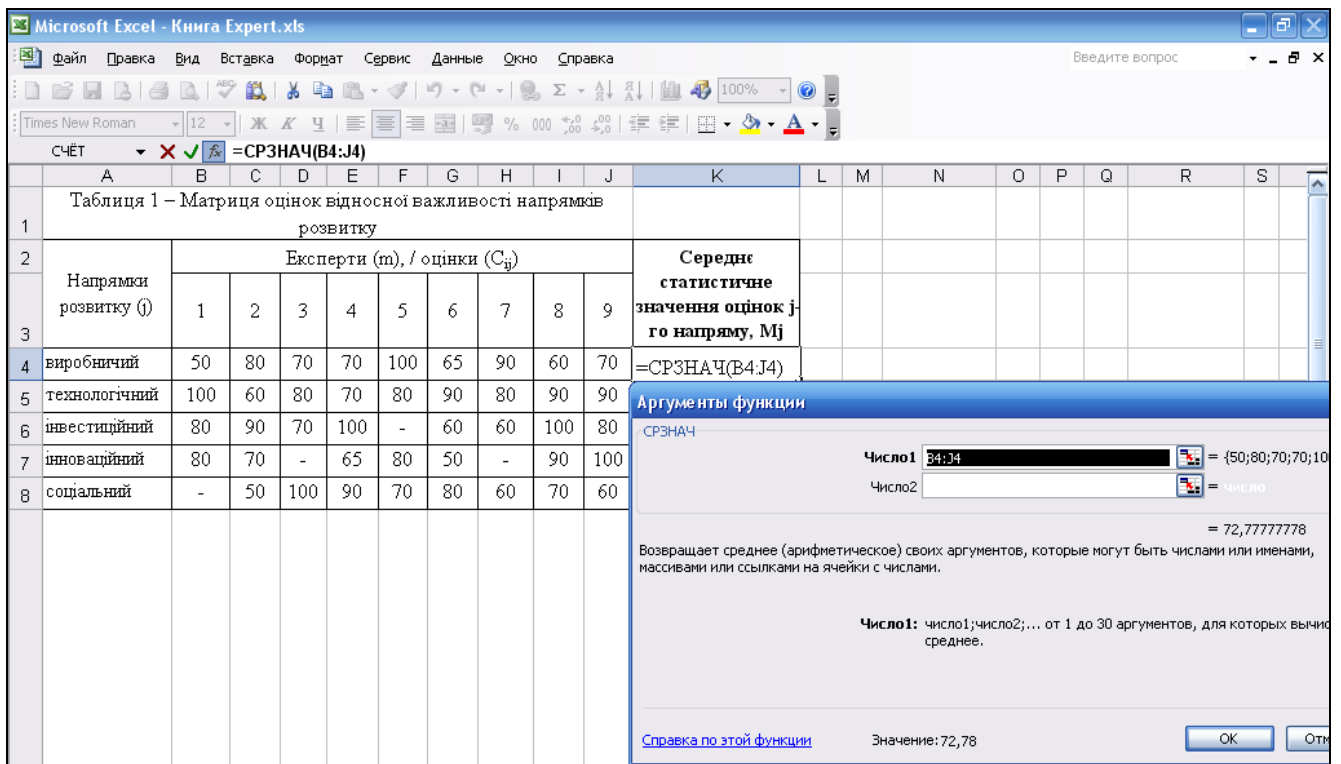 Microsoft Excel - Книга Expert.xls
Файл Правка Вид Вставка Формат Сервис Данные Окно Справка Введите вопрос
100%
Times New Roman 12 Ж К Ч % 000
СЧЁТ fx =СРЗНАЧ(B4:J4)
A B C D E F G H I J K L M N O P Q R S
1 Таблиця 1 – Матриця оцінок відносної важливості напрямків
розвитку
2 Напрямки розвитку (j) Експерти (m), / оцінки (Cij) Середнє
статистичне
значення оцінок j-
го напряму, Mj
3 1 2 3 4 5 6 7 8 9
4 виробничий 50 80 70 70 100 65 90 60 70 =СРЗНАЧ(B4:J4)
5 технологічний 100 60 80 70 80 90 80 90 90
6 інвестиційний 80 90 70 100 - 60 60 100 80
7 інноваційний 80 70 - 65 80 50 - 90 100
8 соціальний - 50 100 90 70 80 60 70 60
Аргументы функции
СРЗНАЧ
Число1 B4:J4 = {50;80;70;70;10
Число2 = число
= 72,77777778
Возвращает среднее (арифметическое) своих аргументов, которые могут быть числами или именами,
массивами или ссылками на ячейки с числами.
Число1: число1;число2;... от 1 до 30 аргументов, для которых вычис
среднее.
Справка по этой функции Значение:72,78 ОК Отм